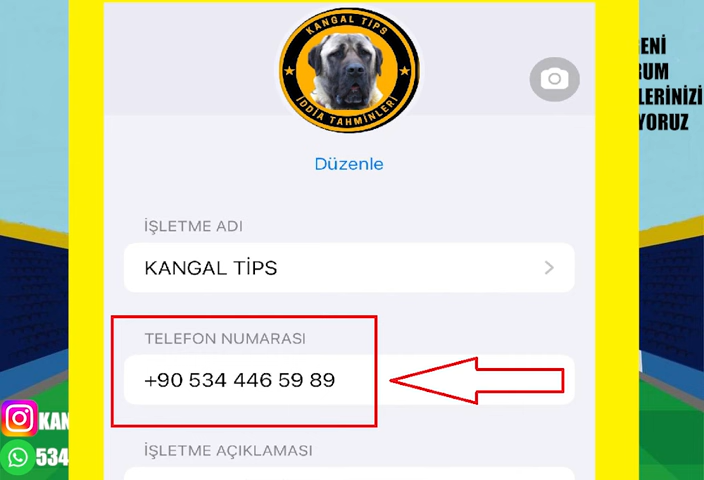 KANGAL TİPS
İDDİA TAHMİNLERİ
Düzenle
İŞLETME ADI
KANGAL TİPS
TELEFON NUMARASI
+90 534 446 59 89
İŞLETME AÇIKLAMASI
ENİ
UM
LERİNİZİ
YORUZ
KAN
534